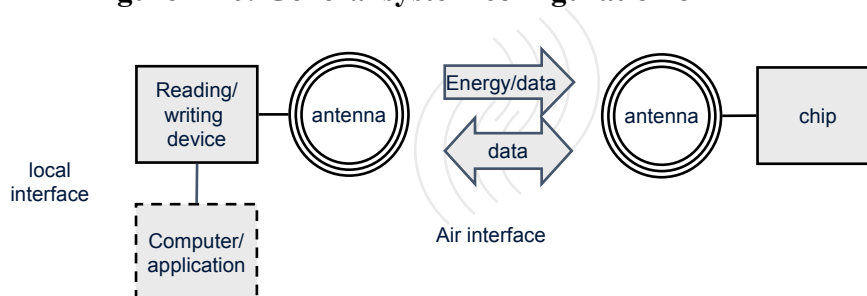 Reading/
writing
device
antenna
Energy/data
data
antenna
chip
local
interface
Computer/
application
Air interface